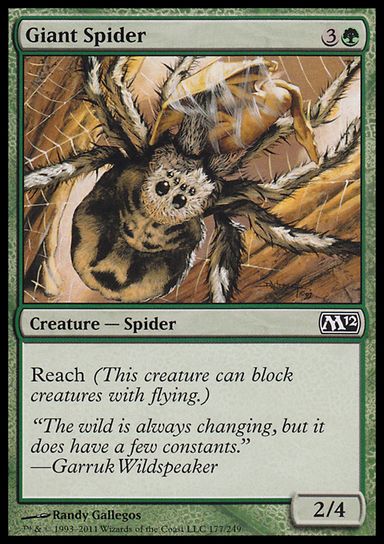 Giant Spider 3
Creature — Spider M12
Reach (This creature can block
creatures with flying.)
"The wild is always changing, but it
does have a few constants."
—Garruk Wildspeaker
Randy Gallegos
™ & © 1993–2011 Wizards of the Coast LLC 177/249
2/4